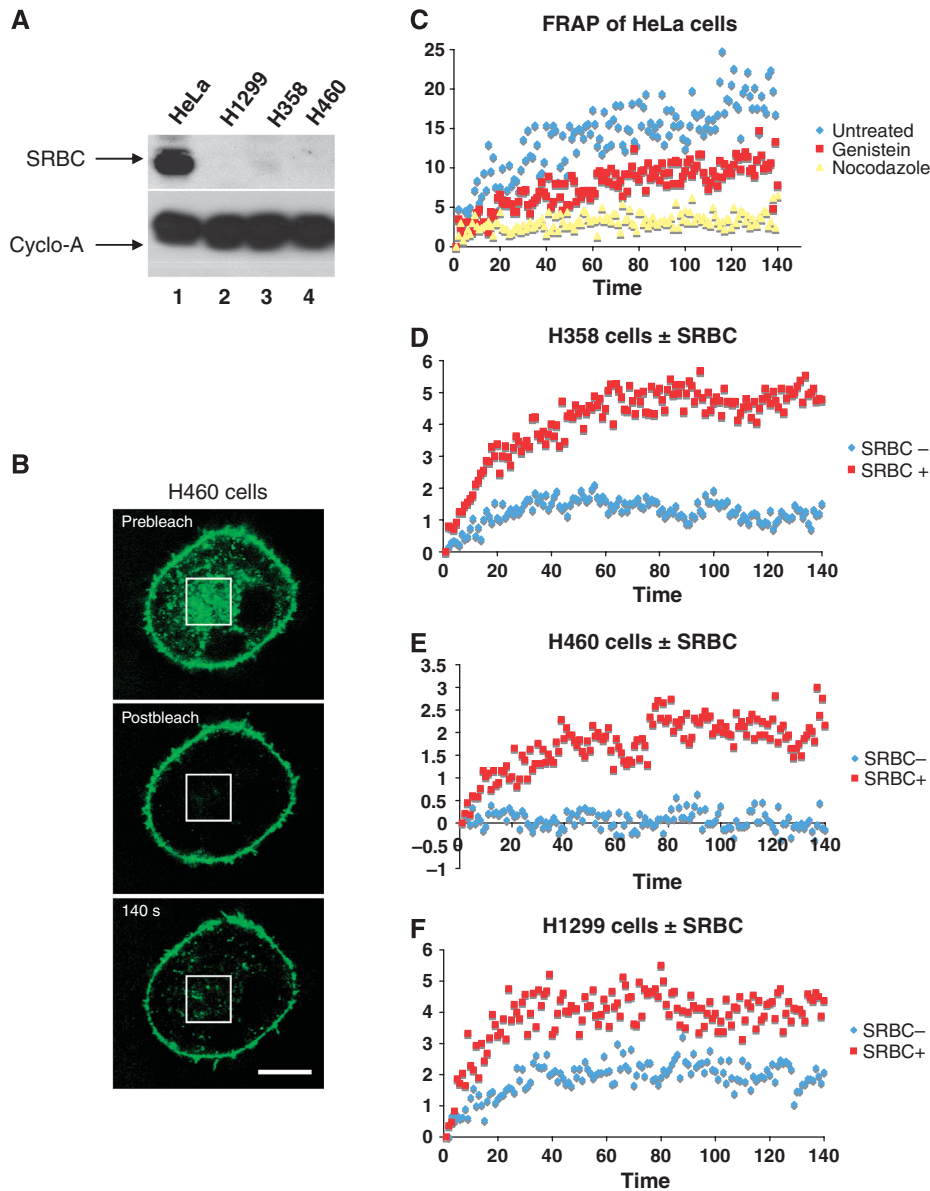 A
HeLa
H1299
H358
H460
SRBC
Cyclo-A
1 2 3 4
B
H460 cells
Prebleach
Postbleach
140 s
C
FRAP of HeLa cells
25
20
15
10
5
0
0 20 40 60 80 100 120 140
Time
Untreated
Genistein
Nocodazole
D
H358 cells ± SRBC
6
5
4
3
2
1
0
0 20 40 60 80 100 120 140
Time
SRBC –
SRBC +
E
H460 cells ± SRBC
3.5
3
2.5
2
1.5
1
0.5
0
–0.5
–1
0 20 40 60 80 100 120 140
Time
SRBC–
SRBC+
F
H1299 cells ± SRBC
6
5
4
3
2
1
0
0 20 40 60 80 100 120 140
Time
SRBC–
SRBC+